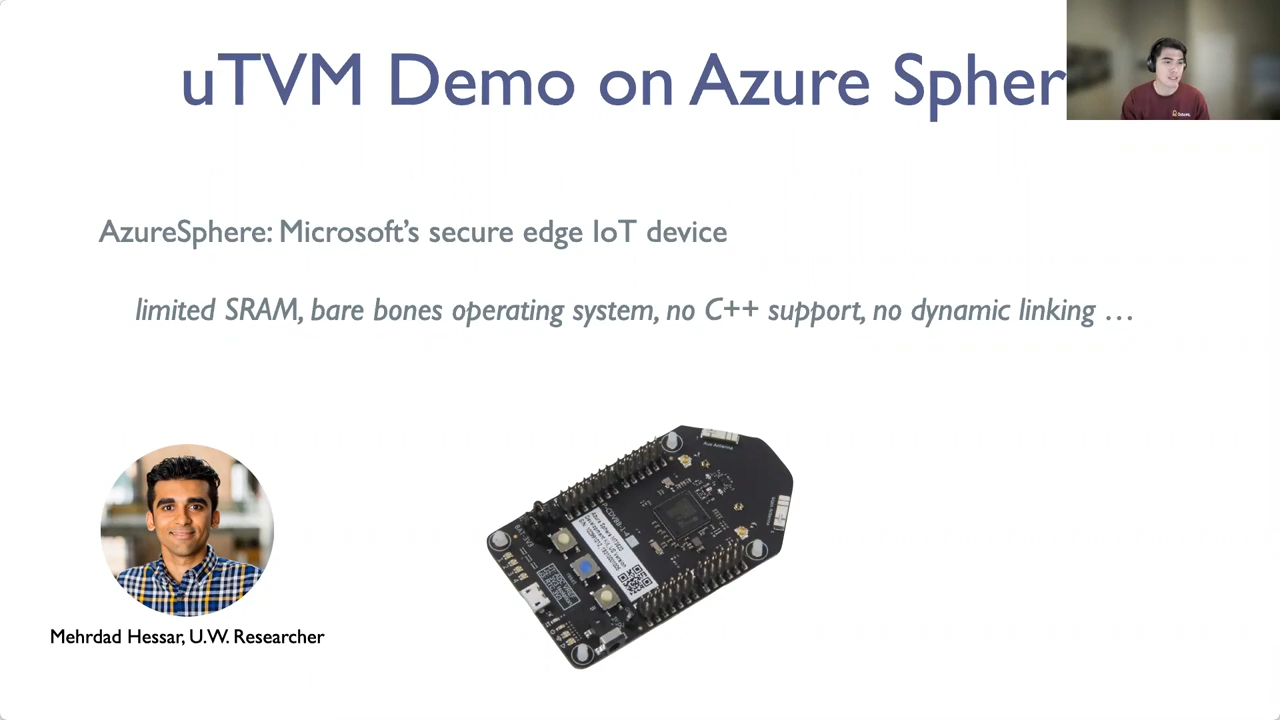 uTVM Demo on Azure Spher
AzureSphere: Microsoft's secure edge IoT device
limited SRAM, bare bones operating system, no C++ support, no dynamic linking …
Mehrdad Hessar, U.W. Researcher